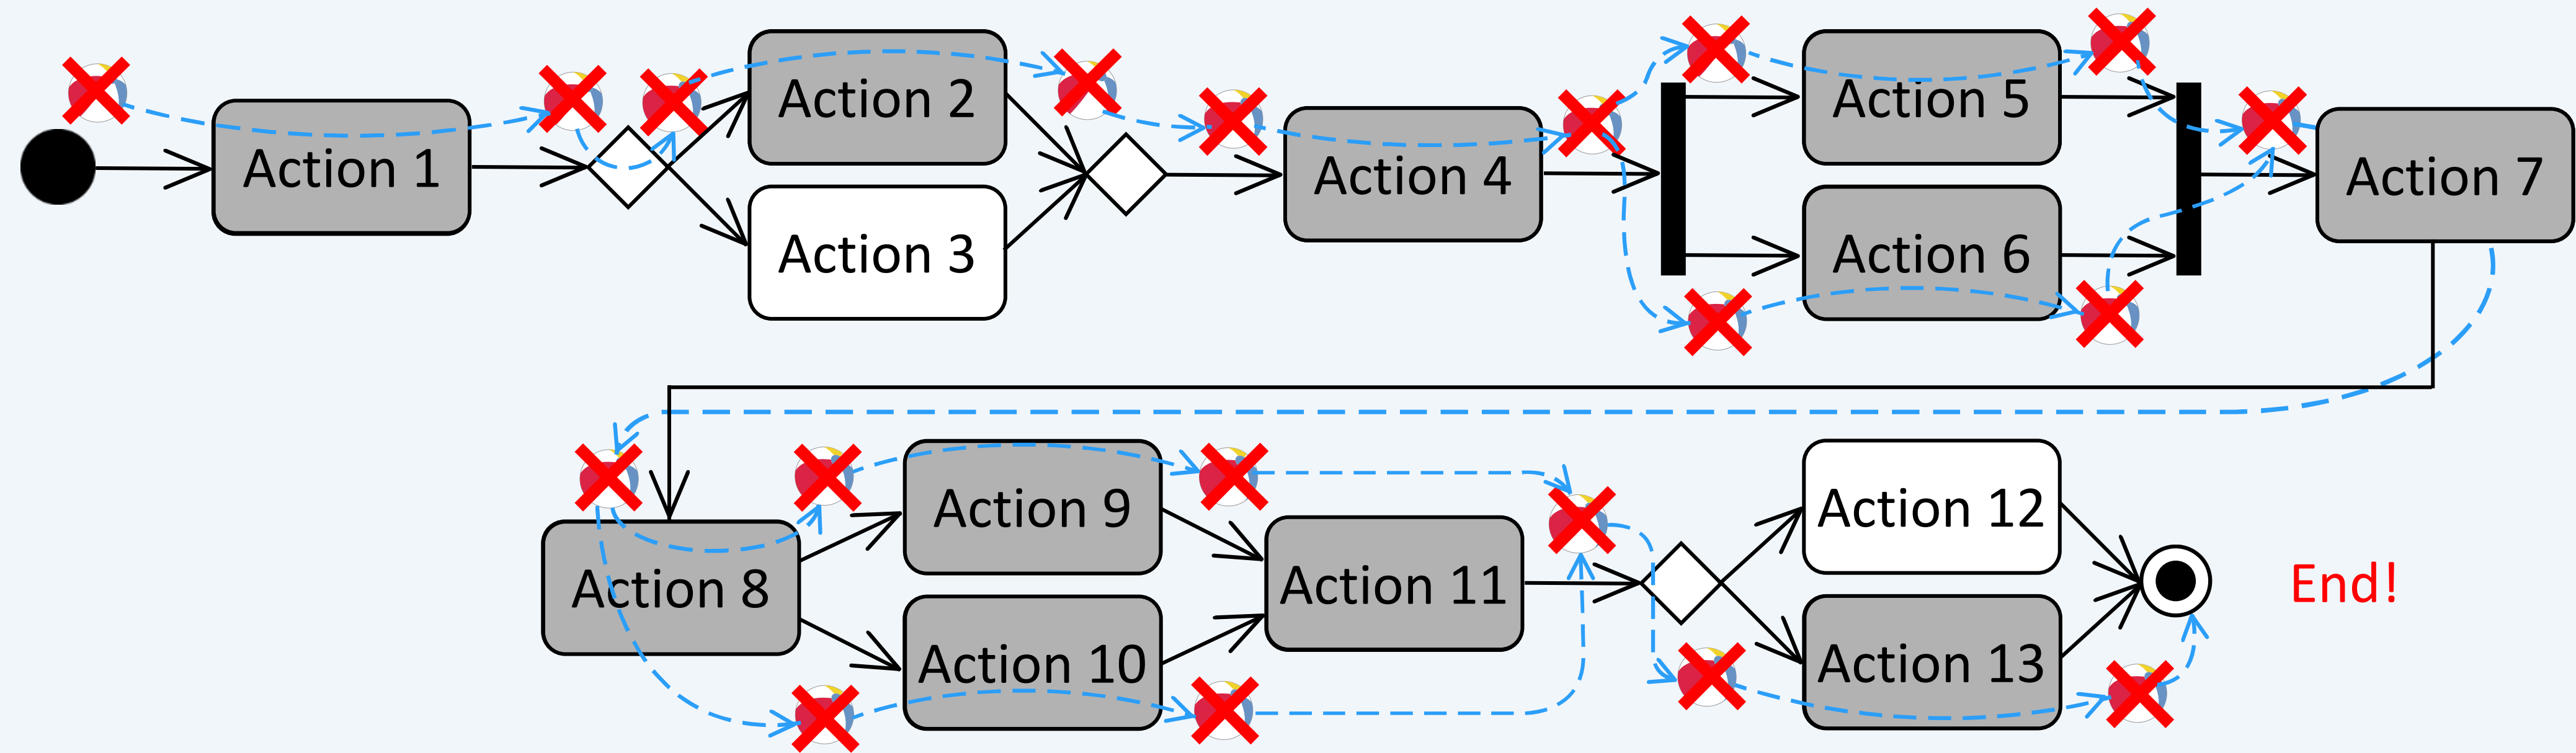 Action 1
Action 2
Action 3
Action 4
Action 5
Action 6
Action 7
Action 8
Action 9
Action 10
Action 11
Action 12
Action 13
End!